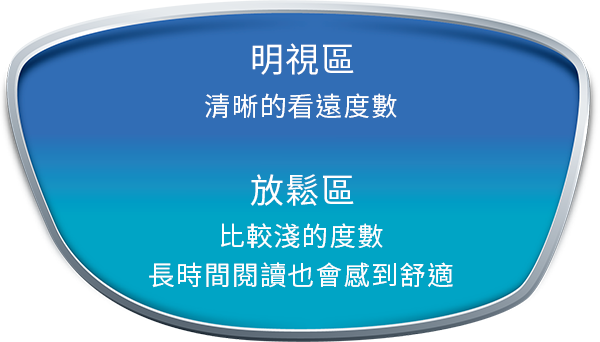 明視區
清晰的看遠度數
放鬆區
比較淺的度數
長時間閱讀也會感到舒適